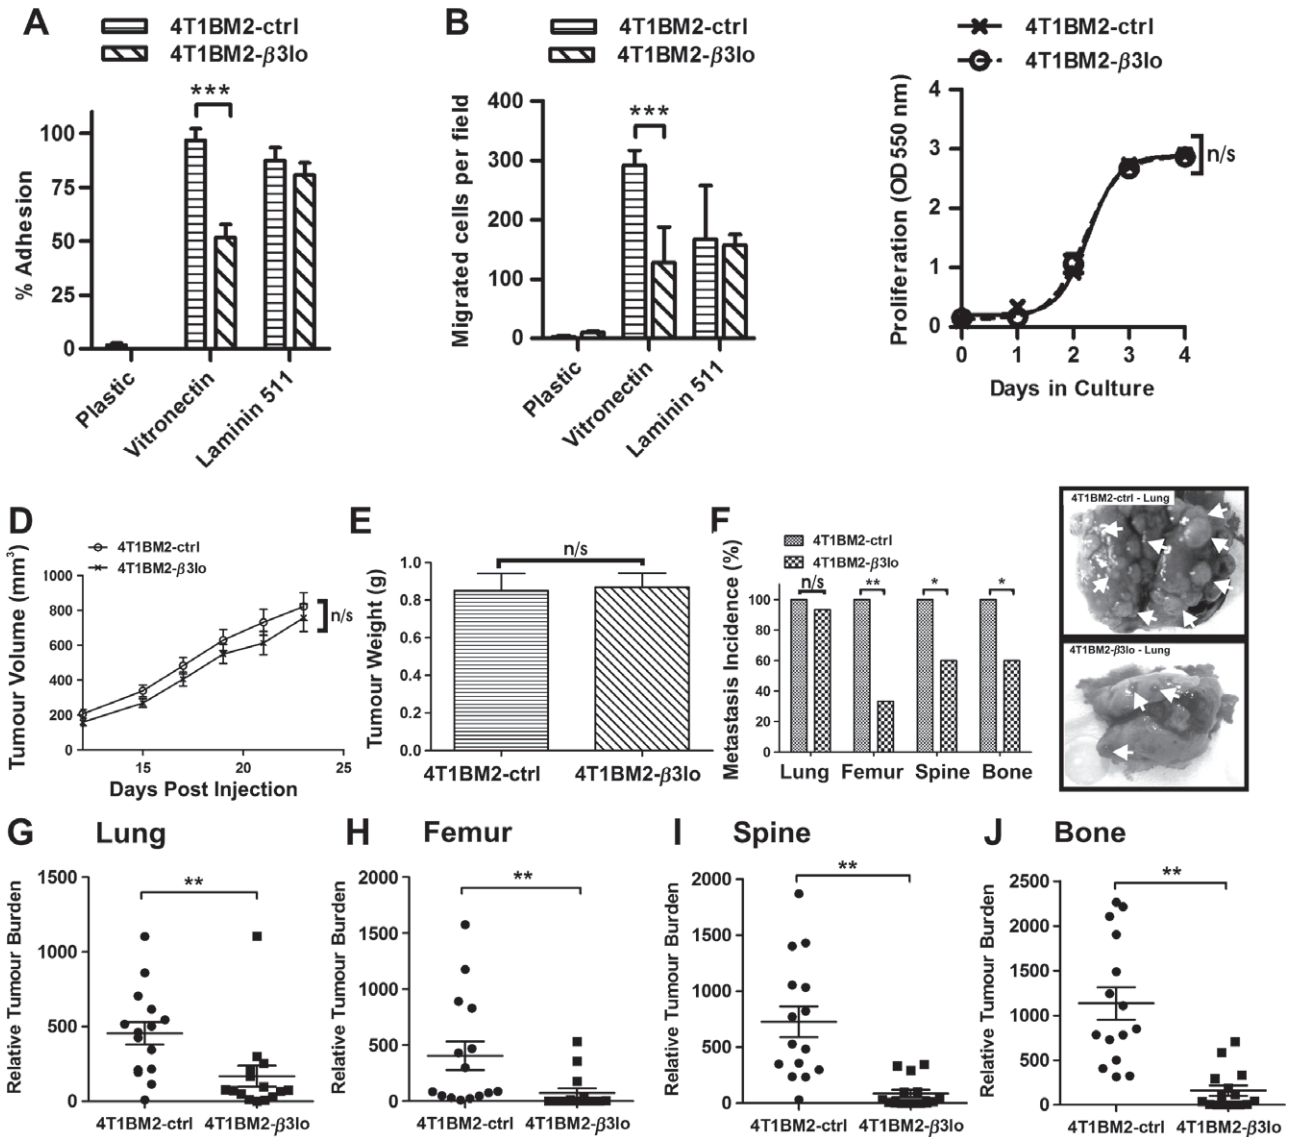 A
4T1BM2-ctrl
4T1BM2-β3lo
% Adhesion
100
75
50
25
0
***
Plastic
Vitronectin
Laminin 511
B
4T1BM2-ctrl
4T1BM2-β3lo
Migrated cells per field
400
300
200
100
0
***
Plastic
Vitronectin
Laminin 511
4T1BM2-ctrl
4T1BM2-β3lo
Proliferation (OD 550 nm)
4
3
2
1
0
n/s
0 1 2 3 4
Days in Culture
D
4T1BM2-ctrl
4T1BM2-β3lo
Tumour Volume (mm³)
1000
800
600
400
200
0
n/s
15 20 25
Days Post Injection
E
n/s
Tumour Weight (g)
1.0
0.8
0.6
0.4
0.2
0.0
4T1BM2-ctrl 4T1BM2-β3lo
F
4T1BM2-ctrl
4T1BM2-β3lo
Metastasis Incidence (%)
n/s ** * *
100
80
60
40
20
0
Lung Femur Spine Bone
4T1BM2-ctrl - Lung
4T1BM2-β3lo - Lung
G Lung
Relative Tumour Burden
1500
1000
500
0
**
4T1BM2-ctrl 4T1BM2-β3lo
H Femur
Relative Tumour Burden
2000
1500
1000
500
0
**
4T1BM2-ctrl 4T1BM2-β3lo
I Spine
Relative Tumour Burden
2000
1500
1000
500
0
**
4T1BM2-ctrl 4T1BM2-β3lo
J Bone
Relative Tumour Burden
2500
2000
1500
1000
500
0
**
4T1BM2-ctrl 4T1BM2-β3lo